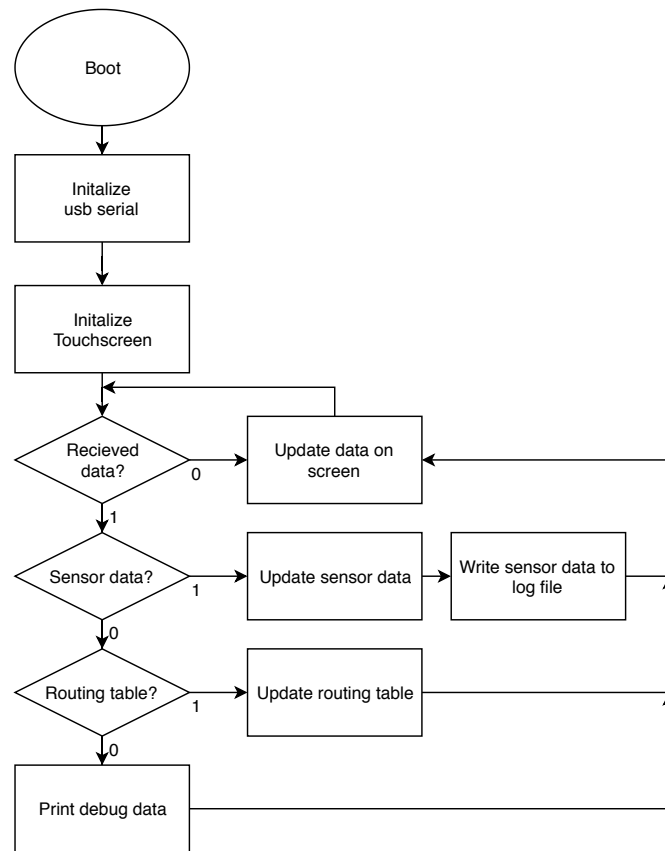 Boot
Initalize
usb serial
Initalize
Touchscreen
Recieved
data?
0
Update data on
screen
1
Sensor data?
1
Update sensor data
Write sensor data to
log file
0
Routing table?
1
Update routing table
0
Print debug data